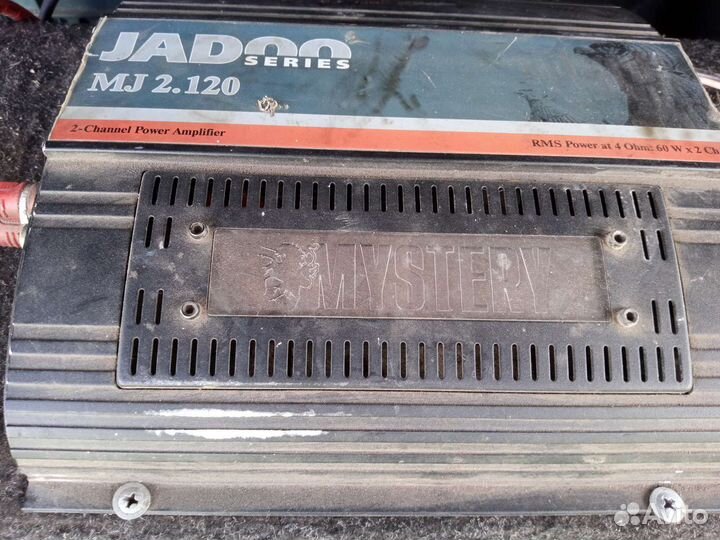 JADOO
SERIES
MJ 2.120
2-Channel Power Amplifier
RMS Power at 4 Ohm: 60 W x 2 Ch
MYSTERY
Avito